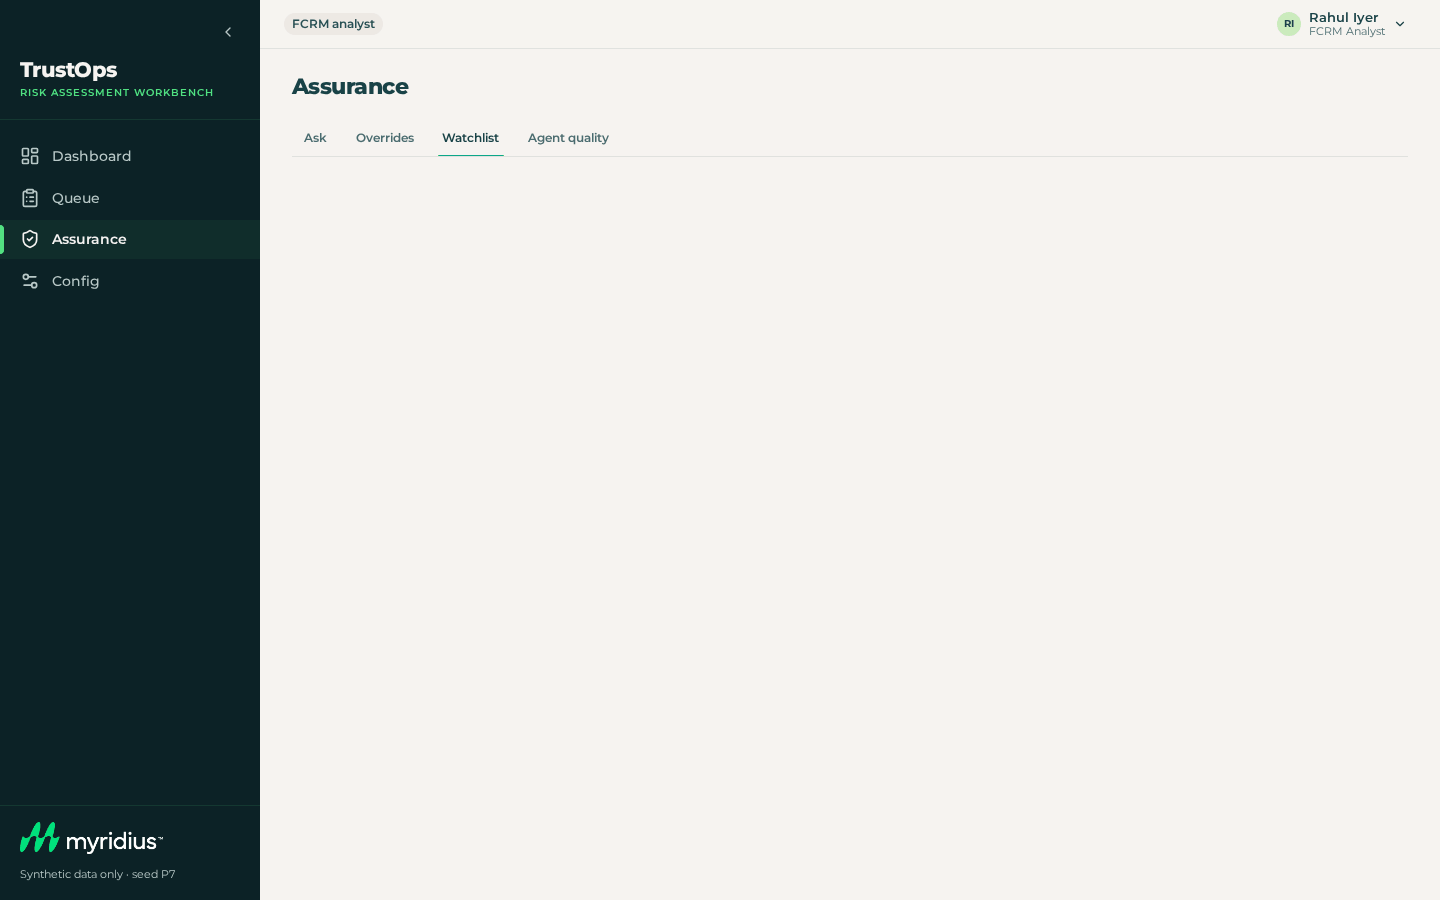 FCRM analyst
RI
Rahul Iyer
FCRM Analyst
TrustOps
RISK ASSESSMENT WORKBENCH
Dashboard
Queue
Assurance
Config
Assurance
Ask
Overrides
Watchlist
Agent quality
myridius™
Synthetic data only · seed P7